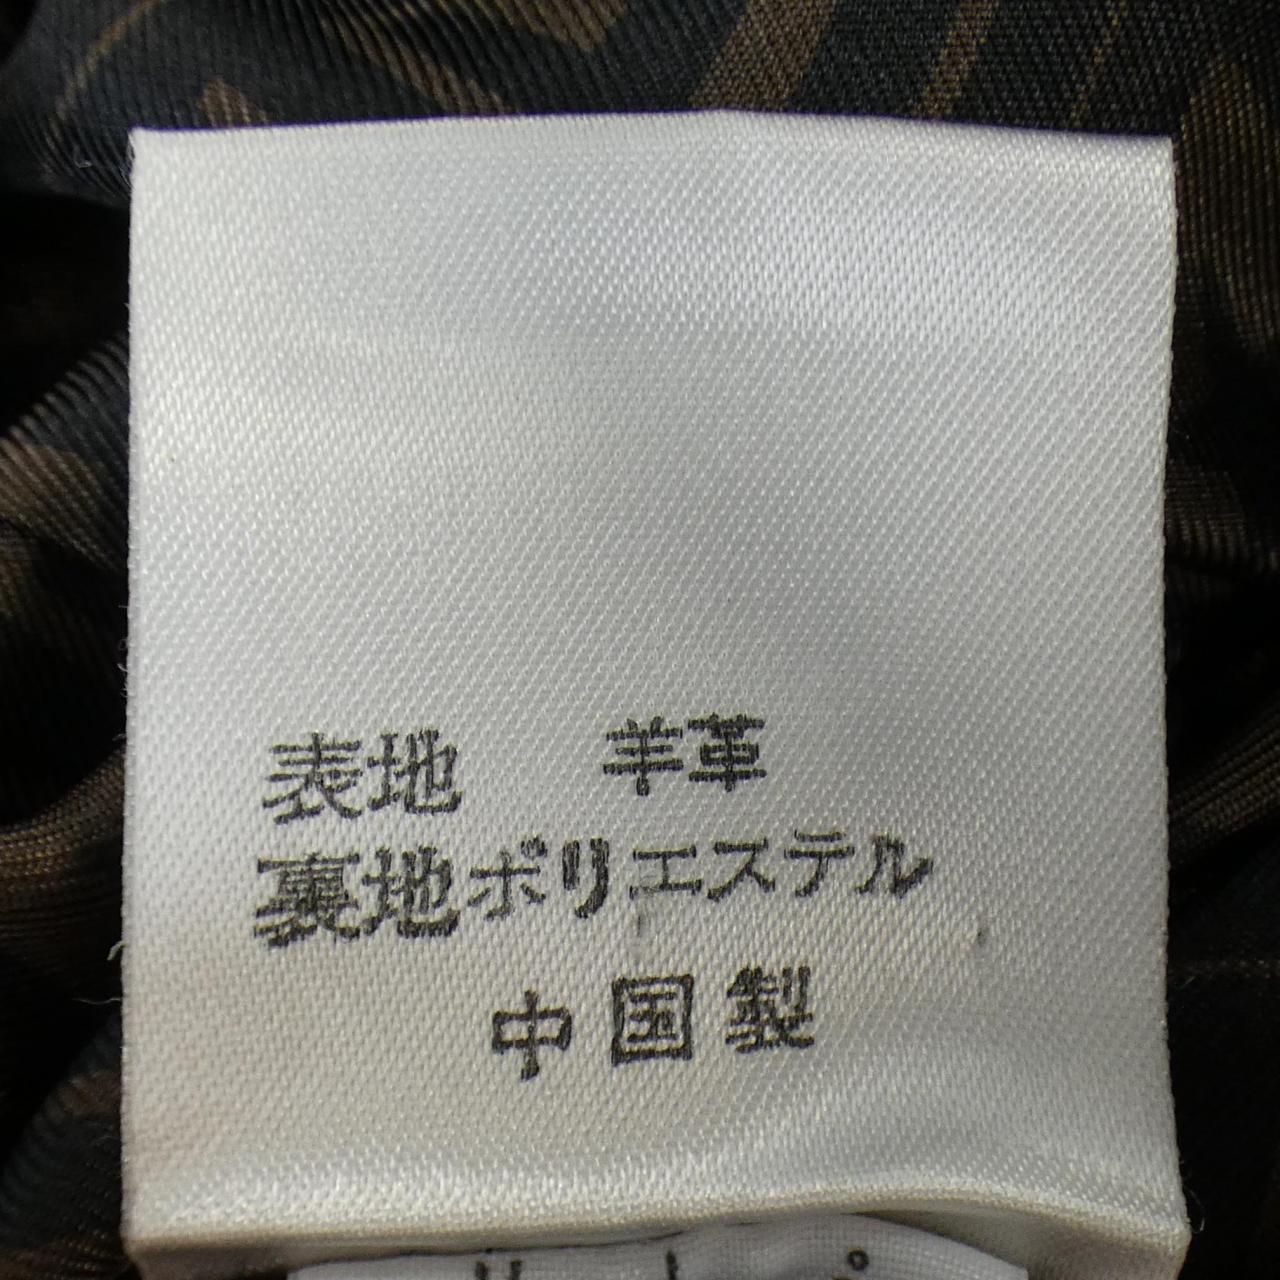 表地 羊革
裏地ポリエステル
中国製